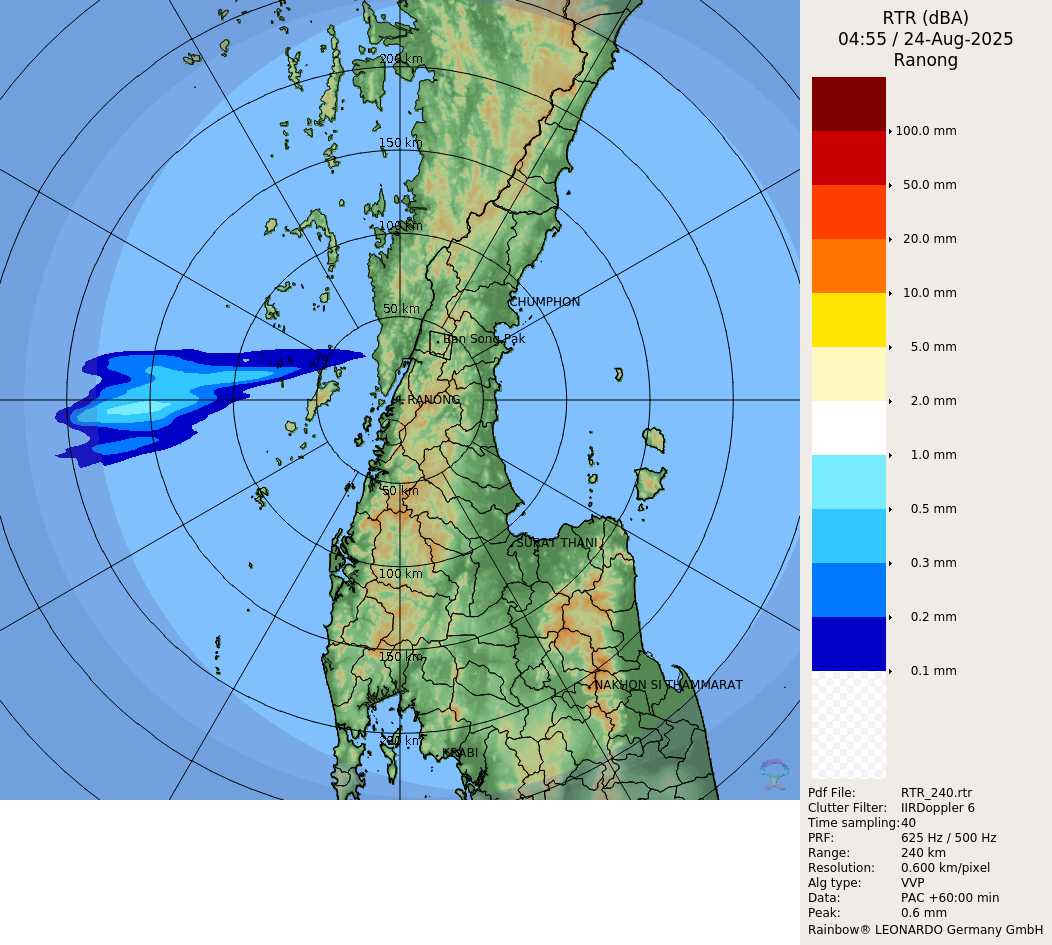 RTR (dBA)
04:55 / 24-Aug-2025
Ranong
200 km
150 km
100 km
50 km
CHUMPHON
Ban Song Pak
RANONG
50 km
SURAT THANI
100 km
150 km
NAKHON SI THAMMARAT
200 km
KRABI
100.0 mm
50.0 mm
20.0 mm
10.0 mm
5.0 mm
2.0 mm
1.0 mm
0.5 mm
0.3 mm
0.2 mm
0.1 mm
Pdf File: RTR_240.rtr
Clutter Filter: IIRDoppler 6
Time sampling:40
PRF: 625 Hz / 500 Hz
Range: 240 km
Resolution: 0.600 km/pixel
Alg type: VVP
Data: PAC +60:00 min
Peak: 0.6 mm
Rainbow® LEONARDO Germany GmbH